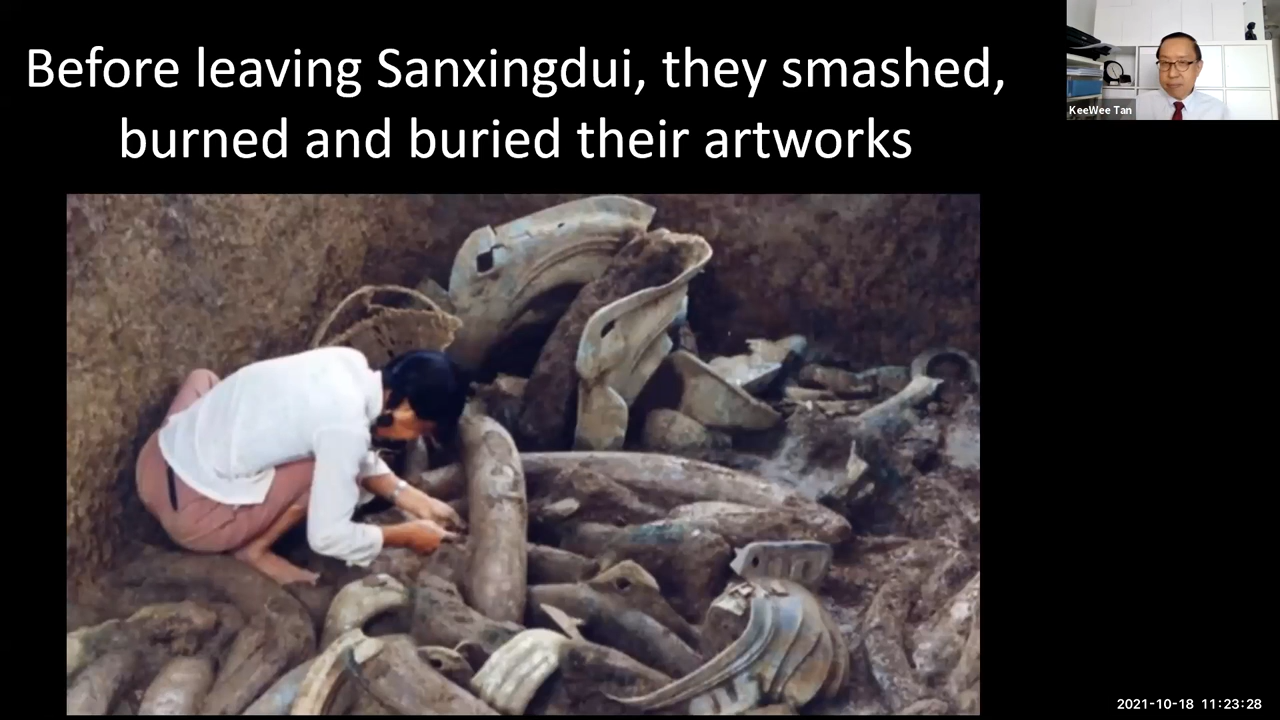 Before leaving Sanxingdui, they smashed,
burned and buried their artworks
KeeWee Tan
2021-10-18 11:23:28